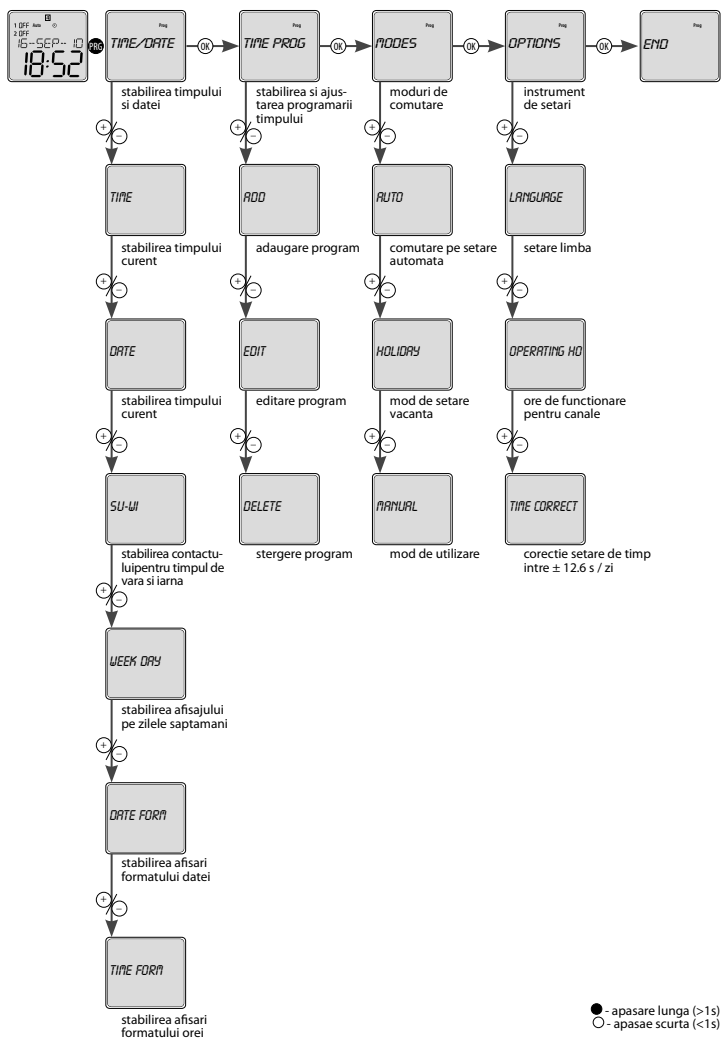 1 OFF Auto
2 OFF
16-SEP-10
18:52
PRG
Prog
TIME/DATE
OK
Prog
TIME PROG
OK
Prog
MODES
OK
Prog
OPTIONS
OK
Prog
END
stabilirea timpului
si datei
stabilirea si ajus-
tarea programarii
timpului
moduri de
comutare
instrument
de setari
+
−
+
−
+
−
+
−
TIME
ADD
AUTO
LANGUAGE
stabilirea timpului
curent
adaugare program
comutare pe setare
automata
setare limba
+
−
+
−
+
−
+
−
DATE
EDIT
HOLIDAY
OPERATING HO
stabilirea timpului
curent
editare program
mod de setare
vacanta
ore de functionare
pentru canale
+
−
+
−
+
−
+
−
SU-WI
DELETE
MANUAL
TIME CORRECT
stabilirea contactu-
luipentru timpul de
vara si iarna
stergere program
mod de utilizare
corectie setare de timp
intre ± 12.6 s / zi
+
−
WEEK DAY
stabilirea afisajului
pe zilele saptamani
+
−
DATE FORM
stabilirea afisari
formatului datei
+
−
TIME FORM
stabilirea afisari
formatului orei
- apasare lunga (>1s)
- apasae scurta (<1s)